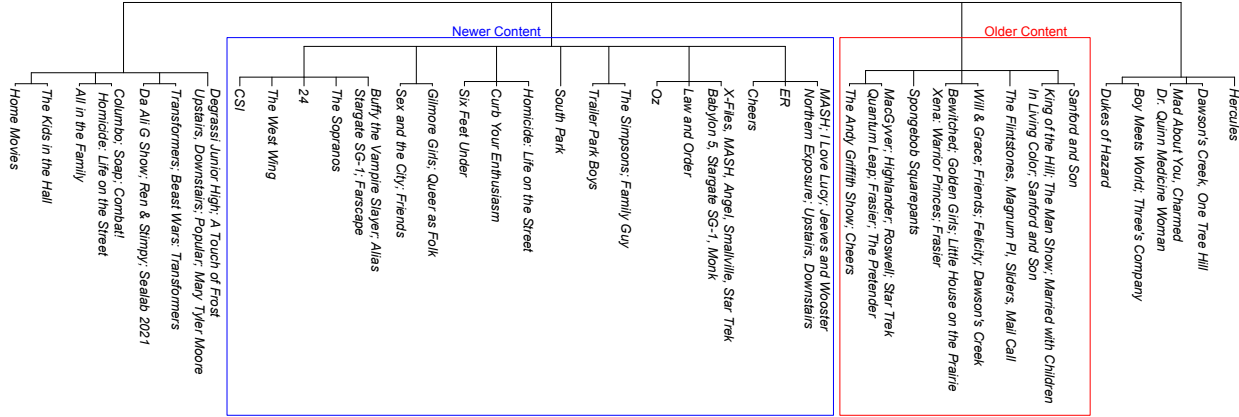 Newer Content
Older Content
Home Movies
The Kids in the Hall
All in the Family
Homicide: Life on the Street
Columbo; Soap; Combat!
Da Ali G Show; Ren & Stimpy; Sealab 2021
Transformers; Beast Wars: Transformers
Upstairs, Downstairs; Popular; Mary Tyler Moore
Degrassi Junior High; A Touch of Frost
CSI
The West Wing
24
The Sopranos
Stargate SG-1; Farscape
Buffy the Vampire Slayer; Alias
Sex and the City; Friends
Gilmore Girls; Queer as Folk
Six Feet Under
Curb Your Enthusiasm
Homicide: Life on the Street
South Park
Trailer Park Boys
The Simpsons; Family Guy
Oz
Law and Order
Babylon 5, Stargate SG-1, Monk
X-Files, MASH, Angel, Smallville, Star Trek
Cheers
ER
Northern Exposure; Upstairs, Downstairs
MASH; I Love Lucy; Jeeves and Wooster
The Andy Griffith Show; Cheers
Quantum Leap; Frasier; The Pretender
MacGyver; Highlander; Roswell; Star Trek
Spongebob Squarepants
Xena: Warrior Princes; Frasier
Bewitched; Golden Girls; Little House on the Prairie
Will & Grace; Friends; Felicity; Dawson's Creek
The Flintstones, Magnum PI, Sliders, Mail Call
In Living Color; Sanford and Son
King of the Hill; The Man Show; Married with Children
Sanford and Son
Dukes of Hazard
Boy Meets World; Three's Company
Dr. Quinn Medicine Woman
Mad About You, Charmed
Dawson's Creek, One Tree Hill
Hercules